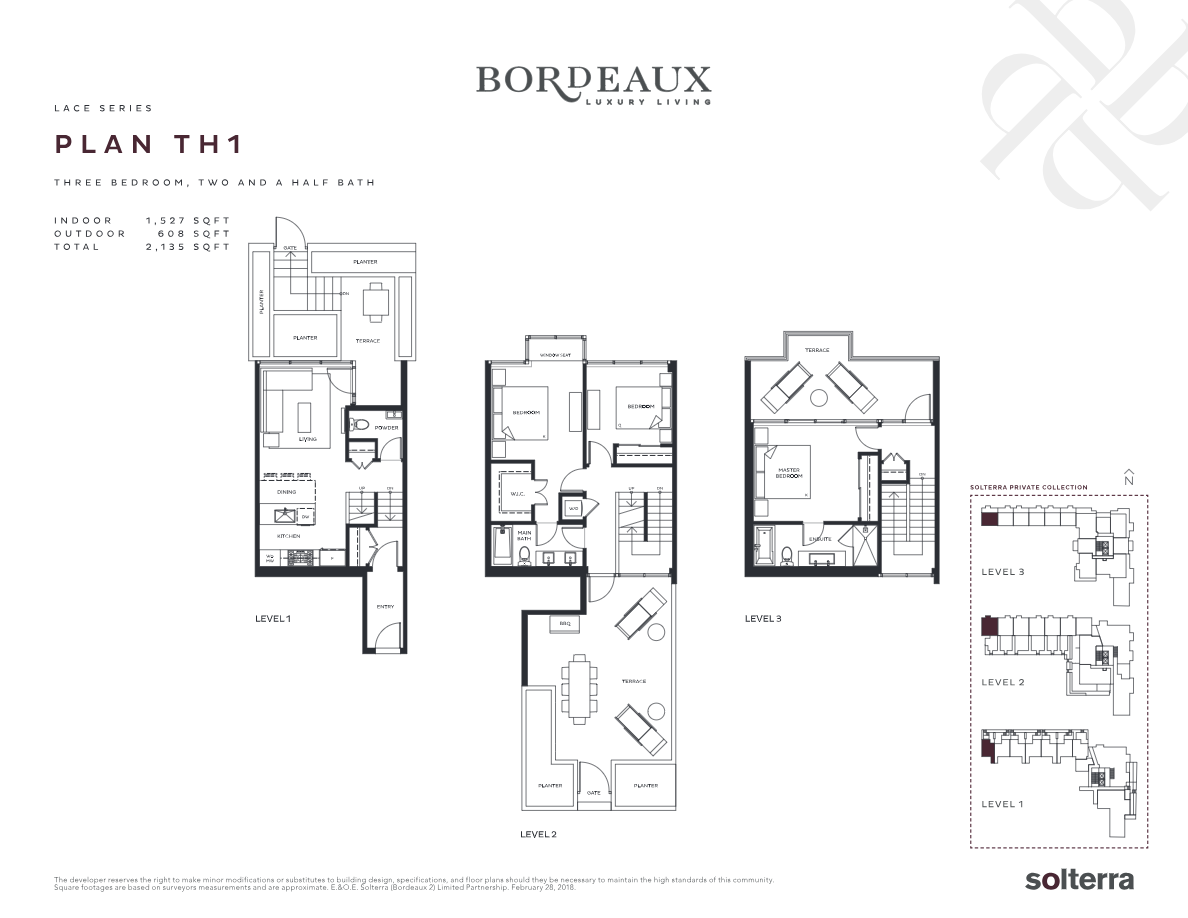 BORDEAUX
LUXURY LIVING
LACE SERIES
PLAN TH1
THREE BEDROOM, TWO AND A HALF BATH
INDOOR 1,527 SQFT
OUTDOOR 608 SQFT
TOTAL 2,135 SQFT
GATE
PLANTER
PLANTER
DN
PLANTER
TERRACE
LIVING
POWDER
DINING
UP
DN
DW
KITCHEN
WO
MW
F
ENTRY
LEVEL 1
WINDOW SEAT
BEDROOM
BEDROOM
W.I.C.
W/D
UP
DN
MAIN
BATH
BBQ
TERRACE
PLANTER
GATE
PLANTER
LEVEL 2
TERRACE
MASTER
BEDROOM
DN
ENSUITE
LEVEL 3
N
SOLTERRA PRIVATE COLLECTION
LEVEL 3
LEVEL 2
LEVEL 1
The developer reserves the right to make minor modifications or substitutes to building design, specifications, and floor plans should they be necessary to maintain the high standards of this community.
Square footages are based on surveyors measurements and are approximate. E.&O.E. Solterra (Bordeaux 2) Limited Partnership. February 28, 2018.
solterra